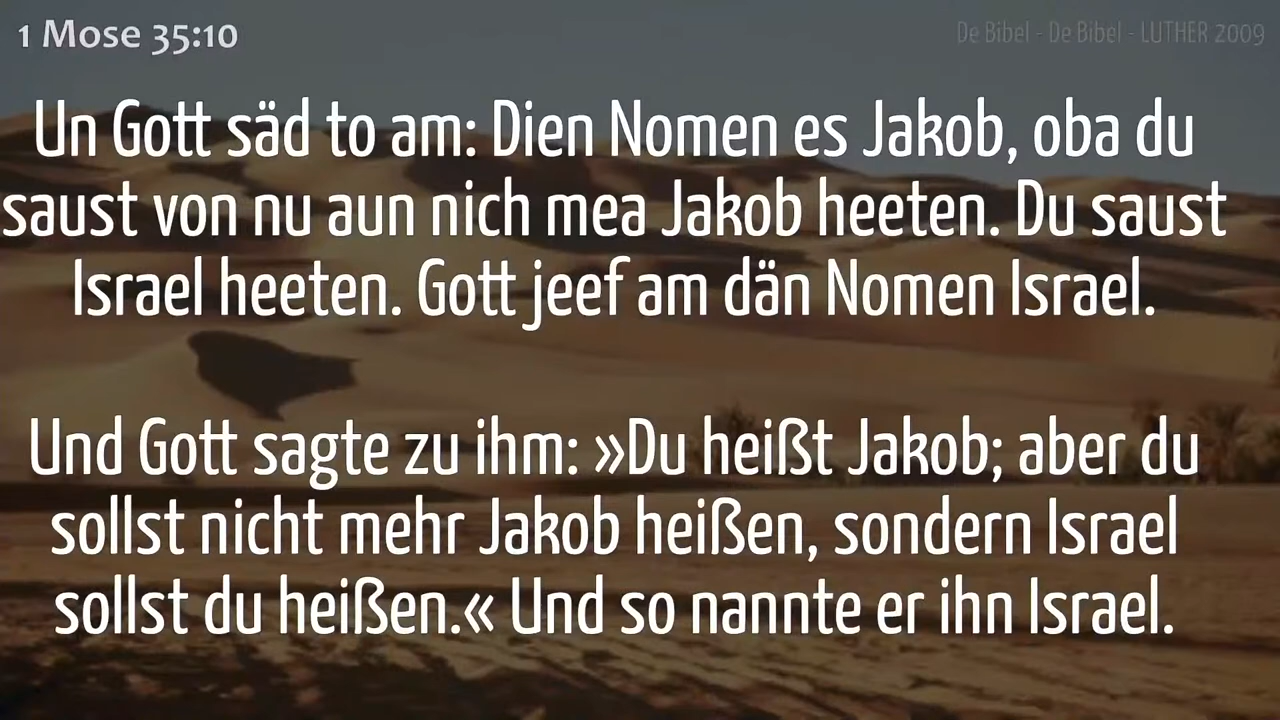 1 Mose 35:10
De Bibel - De Bibel - LUTHER 2009
Un Gott säd to am: Dien Nomen es Jakob, oba du
saust von nu aun nich mea Jakob heeten. Du saust
Israel heeten. Gott jeef am dän Nomen Israel.
Und Gott sagte zu ihm: »Du heißt Jakob; aber du
sollst nicht mehr Jakob heißen, sondern Israel
sollst du heißen.« Und so nannte er ihn Israel.